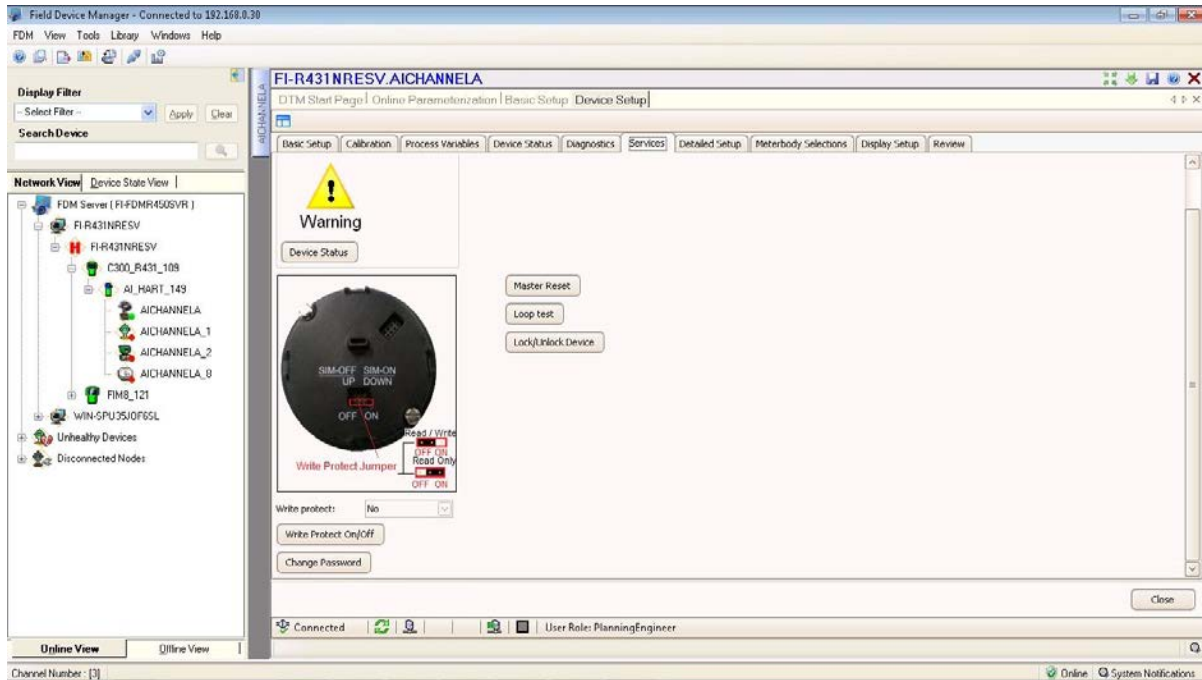 Field Device Manager - Connected to 192.168.0.30
FDM View Tools Library Windows Help
Display Filter
-- Select Filter --
Apply
Clear
Search Device
Network View
Device State View
FDM Server ( FI-FDMR450SVR )
FI-R431NRESV
FI-R431NRESV
C300_R431_109
AI_HART_149
AICHANNELA
AICHANNELA_1
AICHANNELA_2
AICHANNELA_8
FIM8_121
WIN-SPU35JOF6SL
Unhealthy Devices
Disconnected Nodes
Online View
Offline View
AICHANNELA
FI-R431NRESV.AICHANNELA
DTM Start Page
Online Parameterization
Basic Setup
Device Setup
Basic Setup
Calibration
Process Variables
Device Status
Diagnostics
Services
Detailed Setup
Meterbody Selections
Display Setup
Review
Warning
Device Status
SIM-OFF SIM-ON
UP DOWN
OFF ON
Read / Write
OFF ON
Read Only
Write Protect Jumper
OFF ON
Master Reset
Loop test
Lock/Unlock Device
Write protect: No
Write Protect On/Off
Change Password
Close
Connected
User Role: PlanningEngineer
Channel Number : [3]
Online
System Notifications